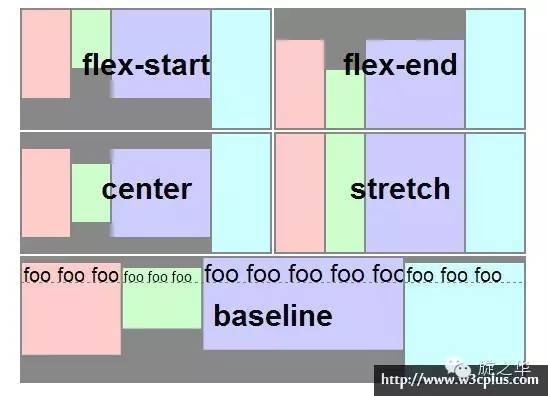 flex-start
flex-end
center
stretch
foo foo foo
foo foo foo
foo foo foo foo foo
foo foo foo
baseline
旋之华
http://www.w3cplus.com